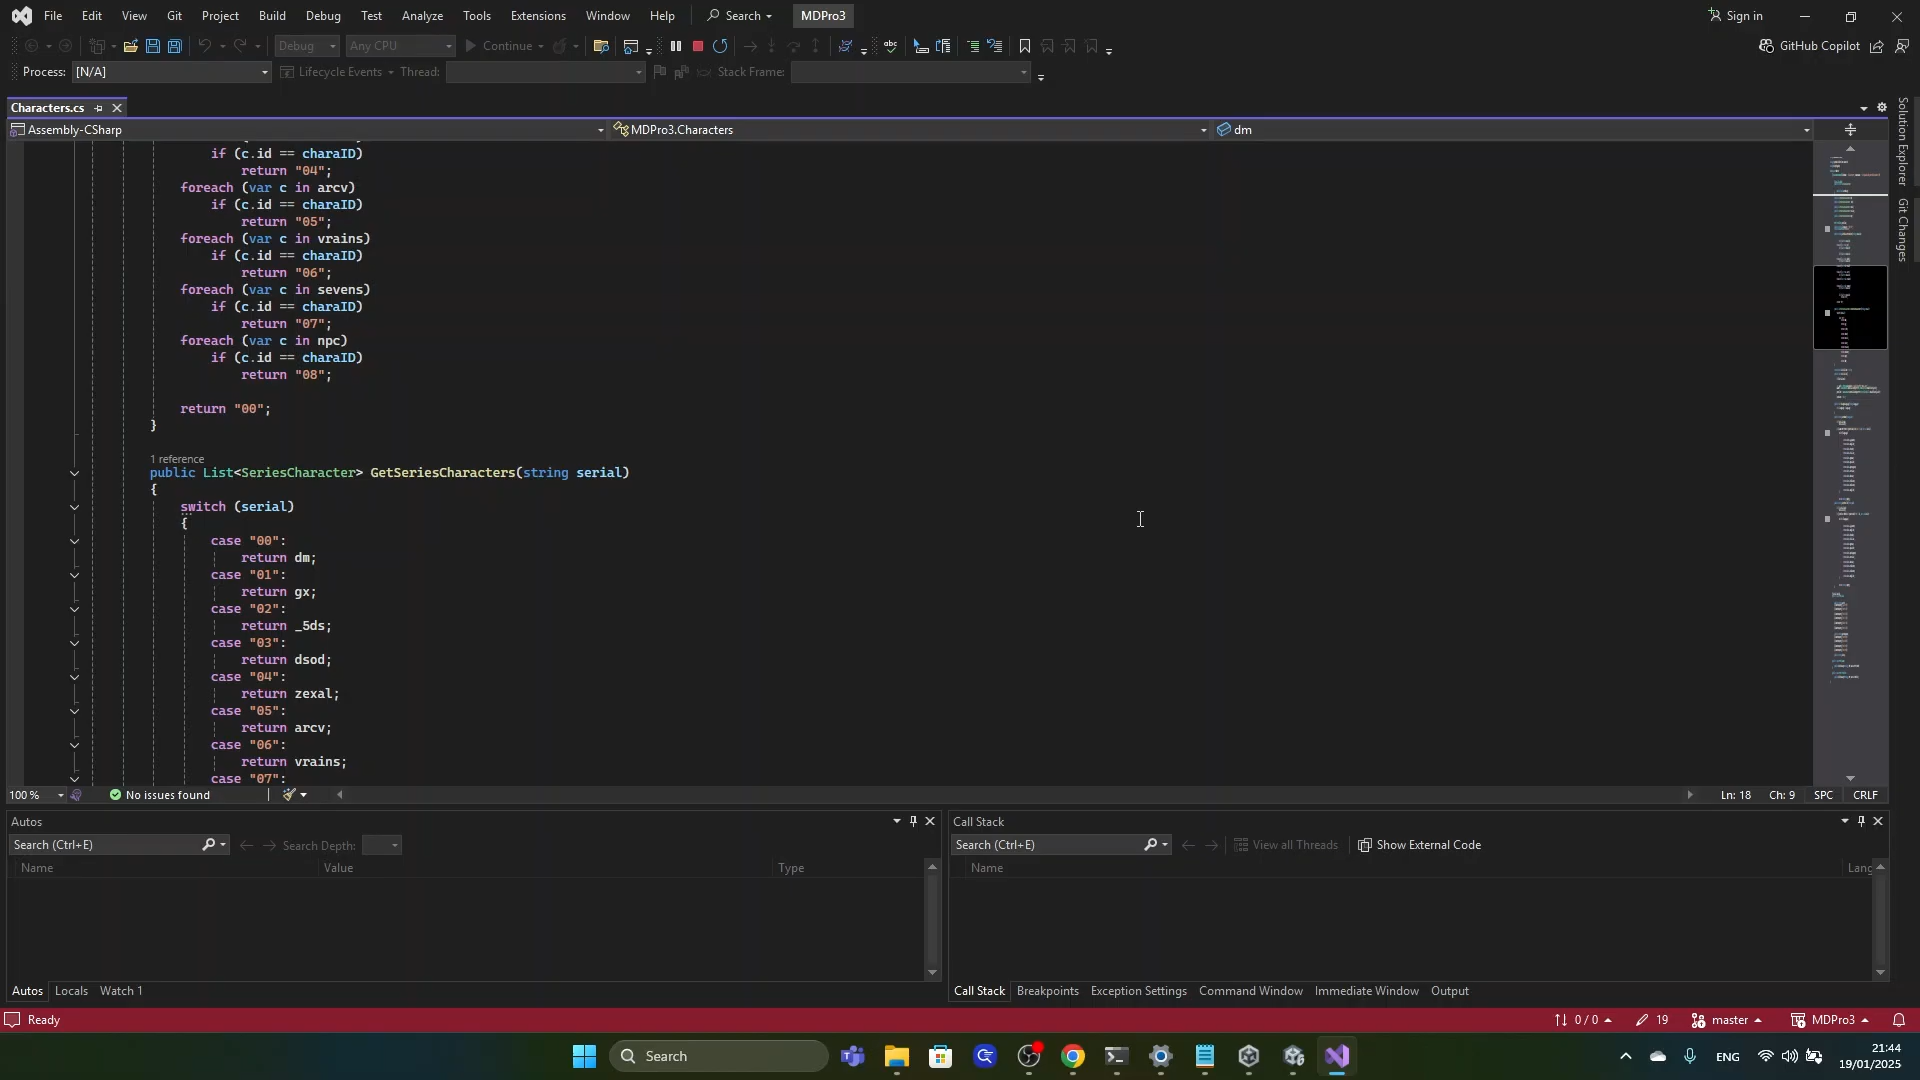 File Edit View Git Project Build Debug Test Analyze Tools Extensions Window Help Search MDPro3 Sign in
Debug Any CPU Continue GitHub Copilot
Process: [N/A] Lifecycle Events Thread: Stack Frame:
Characters.cs
Assembly-CSharp MDPro3.Characters dm
if (c.id == charaID)
return "04";
foreach (var c in arcv)
if (c.id == charaID)
return "05";
foreach (var c in vrains)
if (c.id == charaID)
return "06";
foreach (var c in sevens)
if (c.id == charaID)
return "07";
foreach (var c in npc)
if (c.id == charaID)
return "08";
return "00";
}
1 reference
public List<SeriesCharacter> GetSeriesCharacters(string serial)
{
switch (serial)
{
case "00":
return dm;
case "01":
return gx;
case "02":
return _5ds;
case "03":
return dsod;
case "04":
return zexal;
case "05":
return arcv;
case "06":
return vrains;
case "07":
Solution Explorer
Git Changes
100 % No issues found Ln: 18 Ch: 9 SPC CRLF
Autos
Search (Ctrl+E) Search Depth:
Name Value Type
Autos Locals Watch 1
Call Stack
Search (Ctrl+E) View all Threads Show External Code
Name Lang
Call Stack Breakpoints Exception Settings Command Window Immediate Window Output
Ready 0 / 0 19 master MDPro3
Search ENG 21:44
19/01/2025